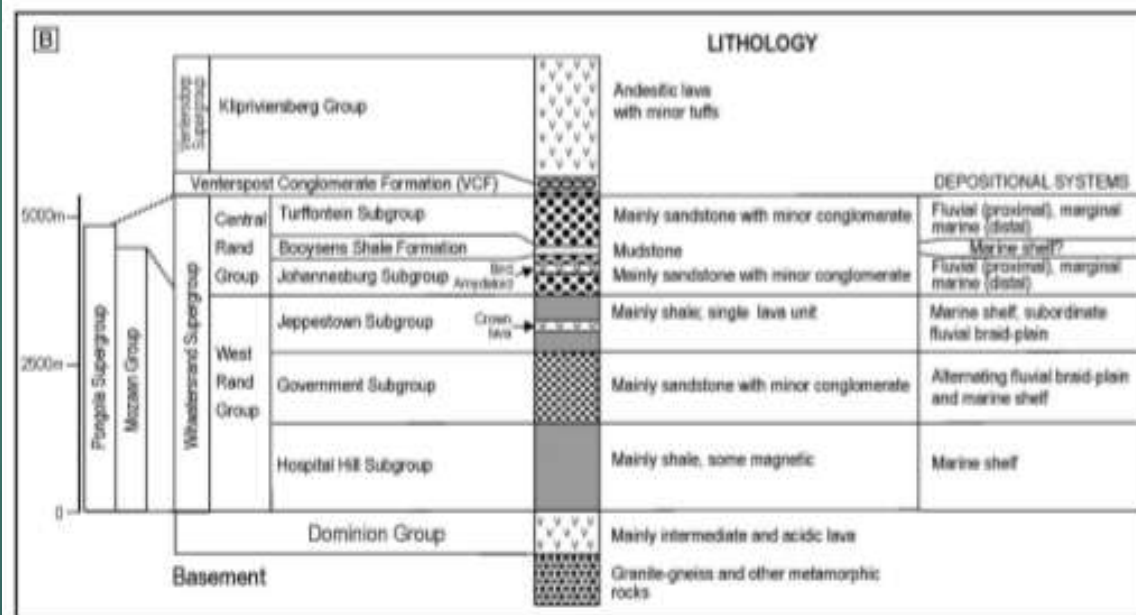 B
LITHOLOGY
Ventersdorp
Supergroup
Klipriviersberg Group
Andesitic lava
with minor tuffs
Venterspost Conglomerate Formation (VCF)
DEPOSITIONAL SYSTEMS
5000m
Central
Rand
Group
Turffontein Subgroup
Mainly sandstone with minor conglomerate
Fluvial (proximal), marginal
marine (distal)
Booysens Shale Formation
Mudstone
Marine shelf?
Johannesburg Subgroup
Bird
Amygdaloid
Mainly sandstone with minor conglomerate
Fluvial (proximal), marginal
marine (distal)
Jeppestown Subgroup
Crown
lava
Mainly shale; single lava unit
Marine shelf, subordinate
fluvial braid-plain
2500m
West
Rand
Group
Government Subgroup
Mainly sandstone with minor conglomerate
Alternating fluvial braid-plain
and marine shelf
Pongola Supergroup
Mozaan Group
Witwatersrand Supergroup
Hospital Hill Subgroup
Mainly shale, some magnetic
Marine shelf
0
Dominion Group
Mainly intermediate and acidic lava
Basement
Granite-gneiss and other metamorphic
rocks